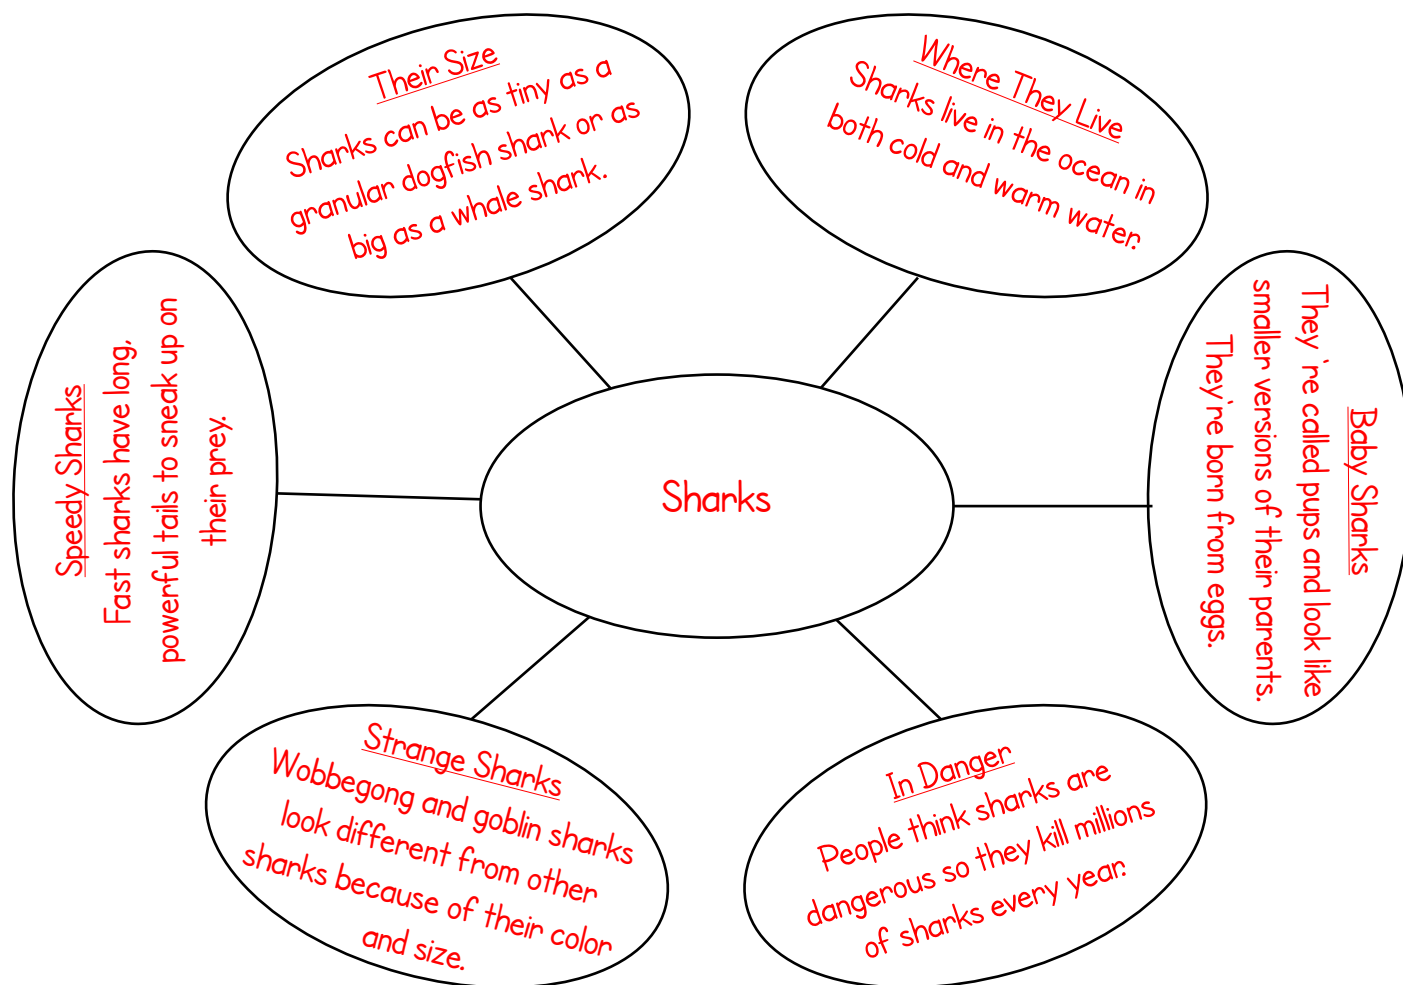 Their Size
Sharks can be as tiny as a
granular dogfish shark or as
big as a whale shark.
Where They Live
Sharks live in the ocean in
both cold and warm water.
Speedy Sharks
Fast sharks have long,
powerful tails to sneak up on
their prey.
Sharks
Baby Sharks
They`re called pups and look like
smaller versions of their parents.
They`re born from eggs.
Strange Sharks
Wobbegong and goblin sharks
look different from other
sharks because of their color
and size.
In Danger
People think sharks are
dangerous so they kill millions
of sharks every year.